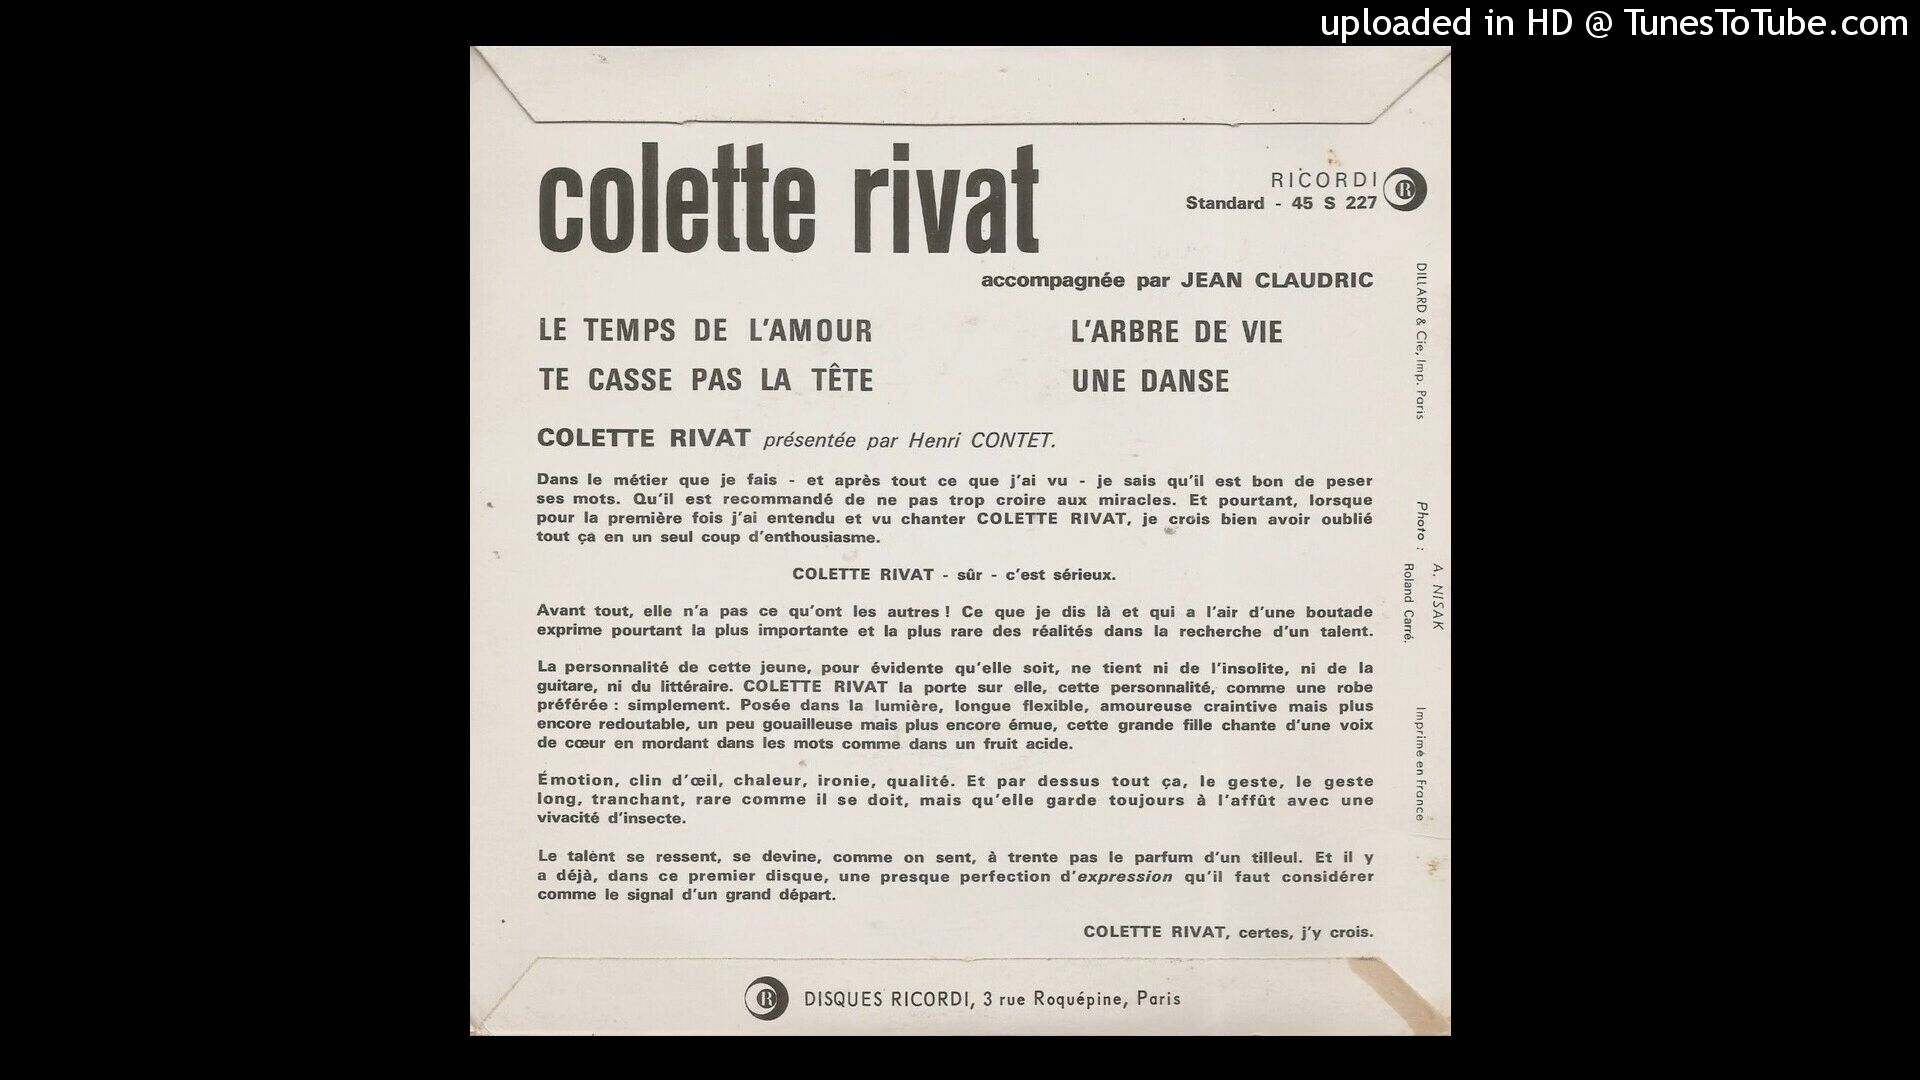 uploaded in HD @ TunesToTube.com
colette rivat
RICORDI
Standard - 45 S 227
R
accompagnée par JEAN CLAUDRIC
LE TEMPS DE L'AMOUR
L'ARBRE DE VIE
TE CASSE PAS LA TÊTE
UNE DANSE
COLETTE RIVAT présentée par Henri CONTET.
Dans le métier que je fais - et après tout ce que j'ai vu - je sais qu'il est bon de peser
ses mots. Qu'il est recommandé de ne pas trop croire aux miracles. Et pourtant, lorsque
pour la première fois j'ai entendu et vu chanter COLETTE RIVAT, je crois bien avoir oublié
tout ça en un seul coup d'enthousiasme.
COLETTE RIVAT - sûr - c'est sérieux.
Avant tout, elle n'a pas ce qu'ont les autres ! Ce que je dis là et qui a l'air d'une boutade
exprime pourtant la plus importante et la plus rare des réalités dans la recherche d'un talent.
La personnalité de cette jeune, pour évidente qu'elle soit, ne tient ni de l'insolite, ni de la
guitare, ni du littéraire. COLETTE RIVAT la porte sur elle, cette personnalité, comme une robe
préférée : simplement. Posée dans la lumière, longue flexible, amoureuse craintive mais plus
encore redoutable, un peu gouailleuse mais plus encore émue, cette grande fille chante d'une voix
de cœur en mordant dans les mots comme dans un fruit acide.
Émotion, clin d'œil, chaleur, ironie, qualité. Et par dessus tout ça, le geste, le geste
long, tranchant, rare comme il se doit, mais qu'elle garde toujours à l'affût avec une
vivacité d'insecte.
Le talent se ressent, se devine, comme on sent, à trente pas le parfum d'un tilleul. Et il y
a déjà, dans ce premier disque, une presque perfection d'expression qu'il faut considérer
comme le signal d'un grand départ.
COLETTE RIVAT, certes, j'y crois.
R
DISQUES RICORDI, 3 rue Roquépine, Paris
DILLARD & Cie, Imp. Paris
Photo :
A. NISAK
Roland Carré.
Imprimé en France